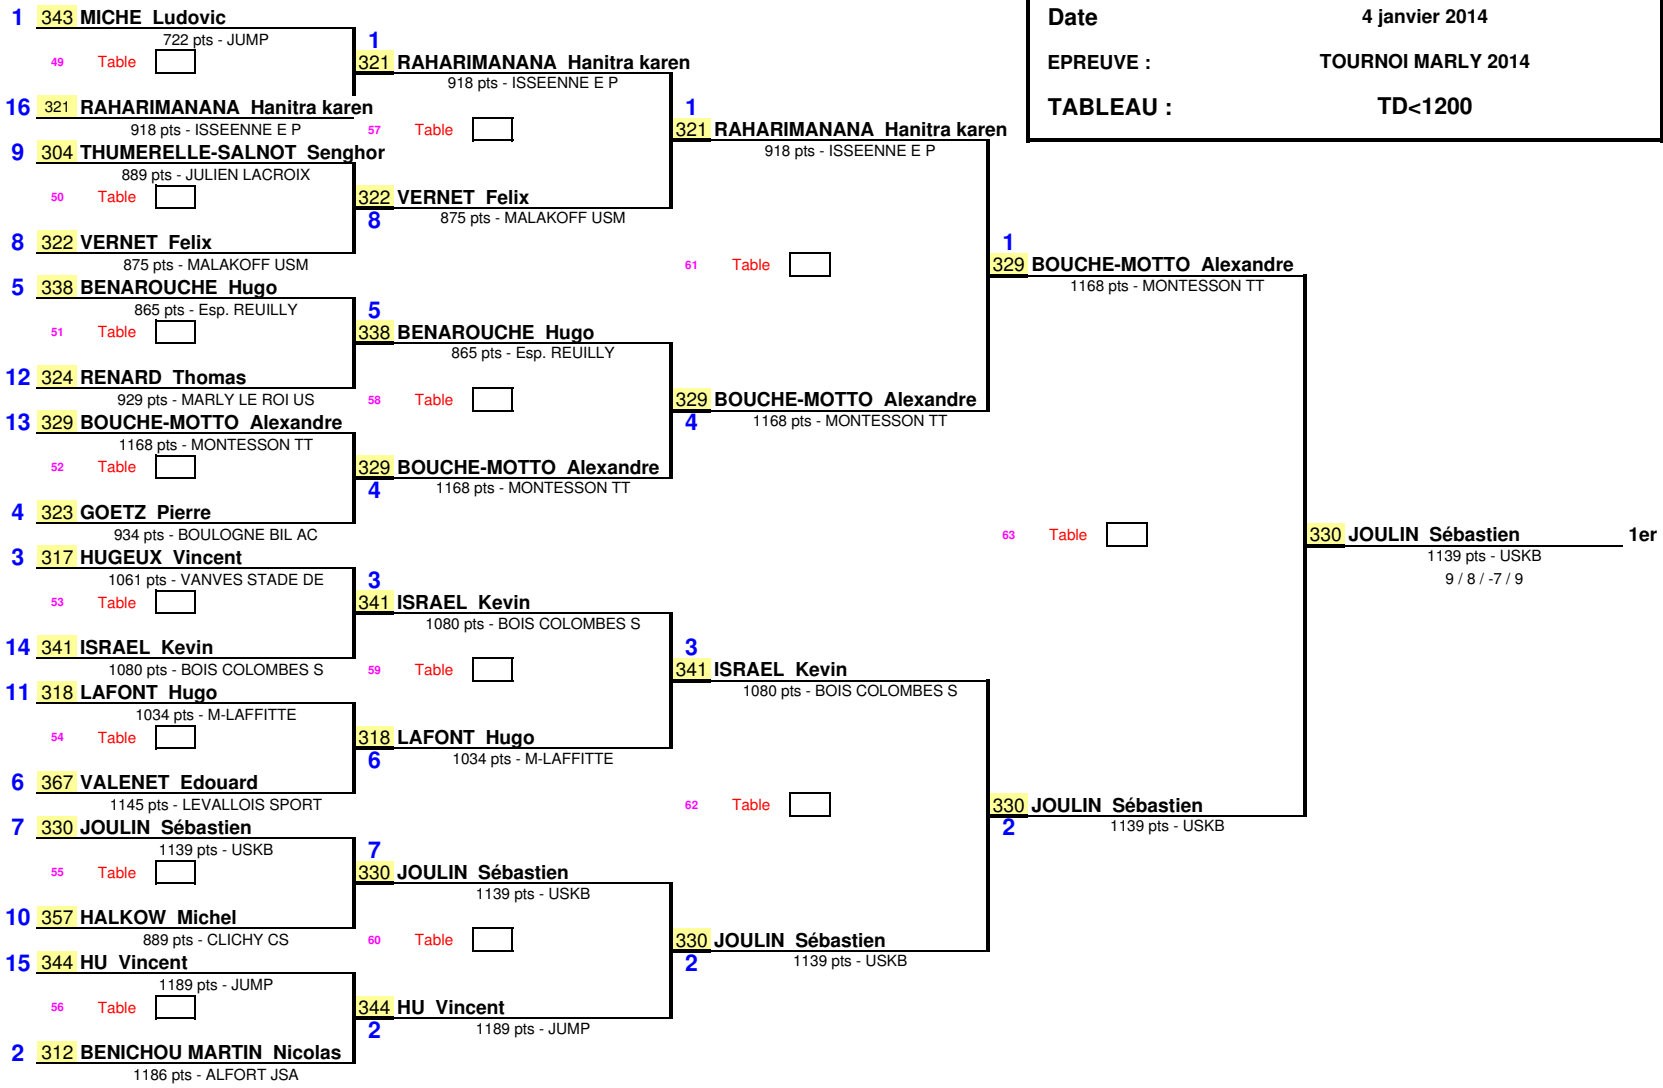 Date 4 janvier 2014
EPREUVE : TOURNOI MARLY 2014
TABLEAU : TD<1200
1 343 MICHE Ludovic
722 pts - JUMP
49 Table
16 321 RAHARIMANANA Hanitra karen
918 pts - ISSEENNE E P
9 304 THUMERELLE-SALNOT Senghor
889 pts - JULIEN LACROIX
50 Table
8 322 VERNET Felix
875 pts - MALAKOFF USM
5 338 BENAROUCHE Hugo
865 pts - Esp. REUILLY
51 Table
12 324 RENARD Thomas
929 pts - MARLY LE ROI US
13 329 BOUCHE-MOTTO Alexandre
1168 pts - MONTESSON TT
52 Table
4 323 GOETZ Pierre
934 pts - BOULOGNE BIL AC
3 317 HUGEUX Vincent
1061 pts - VANVES STADE DE
53 Table
14 341 ISRAEL Kevin
1080 pts - BOIS COLOMBES S
11 318 LAFONT Hugo
1034 pts - M-LAFFITTE
54 Table
6 367 VALENET Edouard
1145 pts - LEVALLOIS SPORT
7 330 JOULIN Sébastien
1139 pts - USKB
55 Table
10 357 HALKOW Michel
889 pts - CLICHY CS
15 344 HU Vincent
1189 pts - JUMP
56 Table
2 312 BENICHOU MARTIN Nicolas
1186 pts - ALFORT JSA
1
321 RAHARIMANANA Hanitra karen
918 pts - ISSEENNE E P
57 Table
322 VERNET Felix
8
875 pts - MALAKOFF USM
5
338 BENAROUCHE Hugo
865 pts - Esp. REUILLY
58 Table
329 BOUCHE-MOTTO Alexandre
4
1168 pts - MONTESSON TT
3
341 ISRAEL Kevin
1080 pts - BOIS COLOMBES S
59 Table
318 LAFONT Hugo
6
1034 pts - M-LAFFITTE
7
330 JOULIN Sébastien
1139 pts - USKB
60 Table
344 HU Vincent
2
1189 pts - JUMP
1
321 RAHARIMANANA Hanitra karen
918 pts - ISSEENNE E P
61 Table
329 BOUCHE-MOTTO Alexandre
4
1168 pts - MONTESSON TT
3
341 ISRAEL Kevin
1080 pts - BOIS COLOMBES S
62 Table
330 JOULIN Sébastien
2
1139 pts - USKB
1
329 BOUCHE-MOTTO Alexandre
1168 pts - MONTESSON TT
63 Table
330 JOULIN Sébastien
2
1139 pts - USKB
330 JOULIN Sébastien 1er
1139 pts - USKB
9 / 8 / -7 / 9